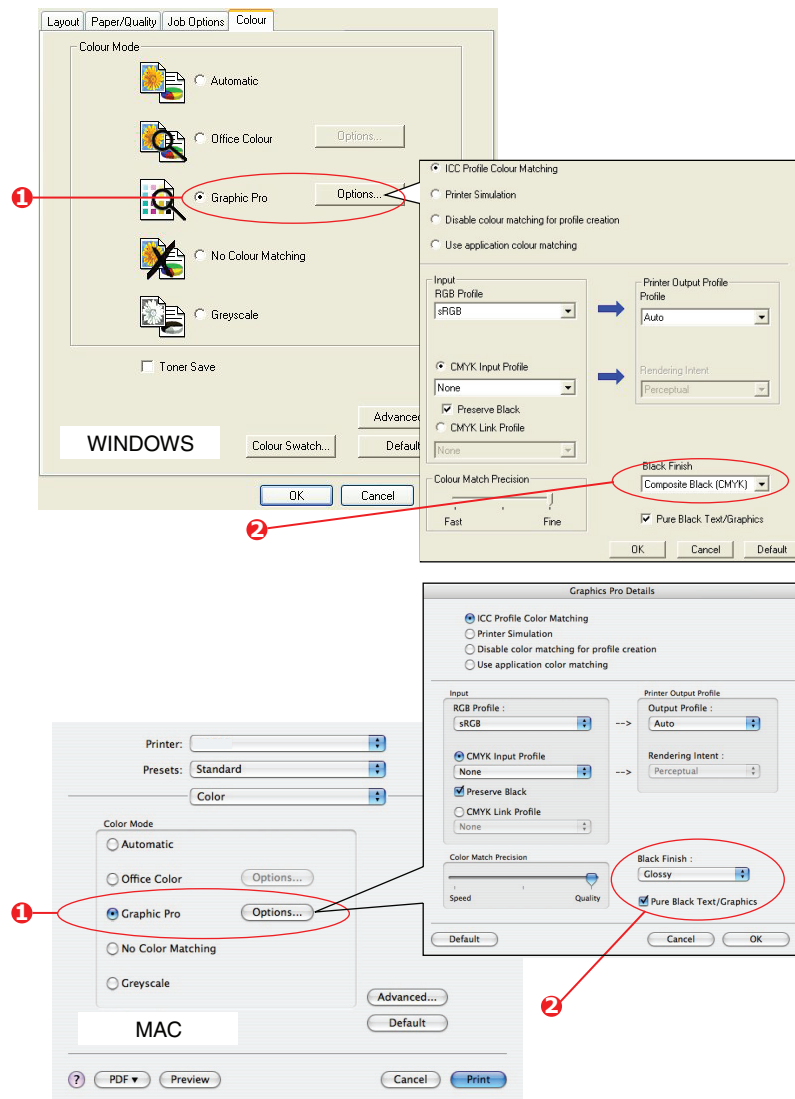 Layout Paper/Quality Job Options Colour
Colour Mode
Automatic
Office Colour Options...
1 Graphic Pro Options...
No Colour Matching
Greyscale
Toner Save
Advanced
WINDOWS Colour Swatch... Default
OK Cancel
2
ICC Profile Colour Matching
Printer Simulation
Disable colour matching for profile creation
Use application colour matching
Input Printer Output Profile
RGB Profile Profile
sRGB Auto
CMYK Input Profile Rendering Intent
None Perceptual
Preserve Black
CMYK Link Profile
None
Black Finish
Colour Match Precision Composite Black (CMYK)
Fast Fine Pure Black Text/Graphics
OK Cancel Default
Graphics Pro Details
ICC Profile Color Matching
Printer Simulation
Disable color matching for profile creation
Use application color matching
Input Printer Output Profile
RGB Profile : Output Profile :
sRGB --> Auto
CMYK Input Profile Rendering Intent :
None --> Perceptual
Preserve Black
CMYK Link Profile
None
Color Match Precision Black Finish :
Glossy
Speed Quality Pure Black Text/Graphics
Default Cancel OK
Printer:
Presets: Standard
Color
Color Mode
Automatic
Office Color Options...
1 Graphic Pro Options...
No Color Matching
Greyscale
Advanced...
2
MAC Default
? PDF ▾ Preview Cancel Print